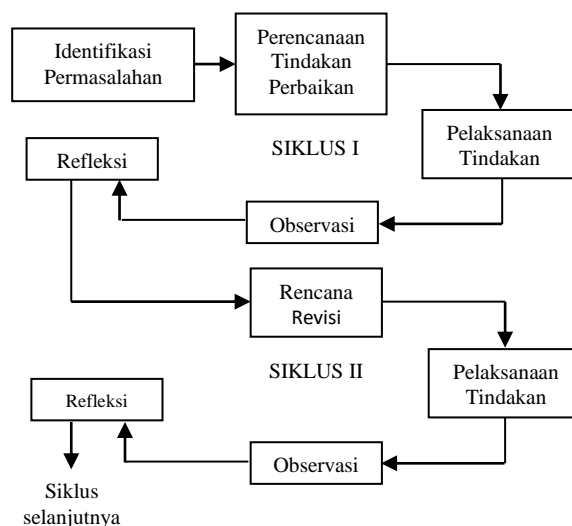 Identifikasi
Permasalahan
Perencanaan
Tindakan
Perbaikan
SIKLUS I
Pelaksanaan
Tindakan
Refleksi
Observasi
Rencana
Revisi
SIKLUS II
Pelaksanaan
Tindakan
Refleksi
Observasi
Siklus
selanjutnya